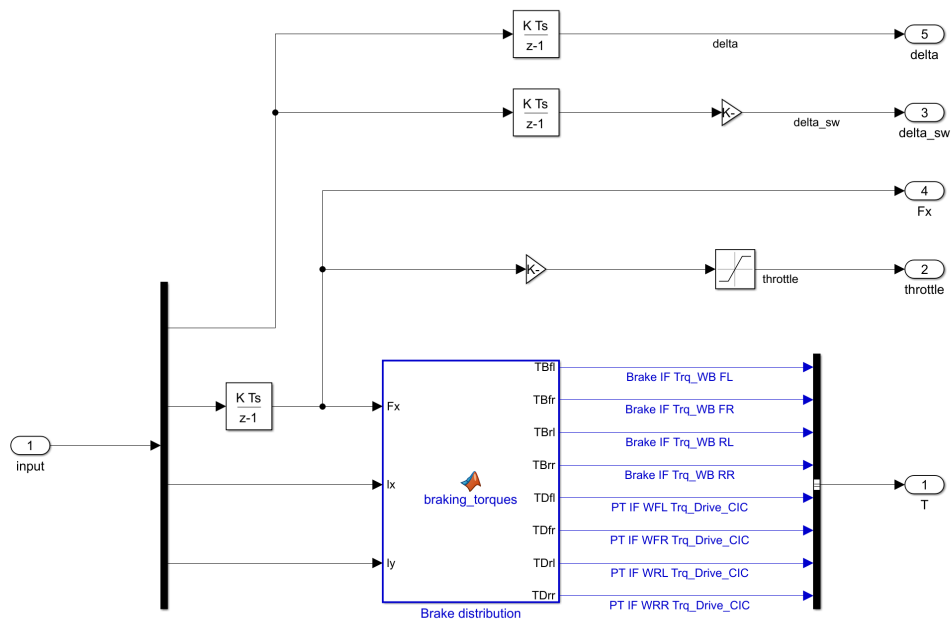 K Ts
z-1
delta
5
delta
K Ts
z-1
K-
delta_sw
3
delta_sw
4
Fx
K-
throttle
2
throttle
K Ts
z-1
1
input
Fx
Ix
Iy
braking_torques
TBfl
TBfr
TBrl
TBrr
TDfl
TDfr
TDrl
TDrr
Brake distribution
Brake IF Trq_WB FL
Brake IF Trq_WB FR
Brake IF Trq_WB RL
Brake IF Trq_WB RR
PT IF WFL Trq_Drive_CIC
PT IF WFR Trq_Drive_CIC
PT IF WRL Trq_Drive_CIC
PT IF WRR Trq_Drive_CIC
1
T